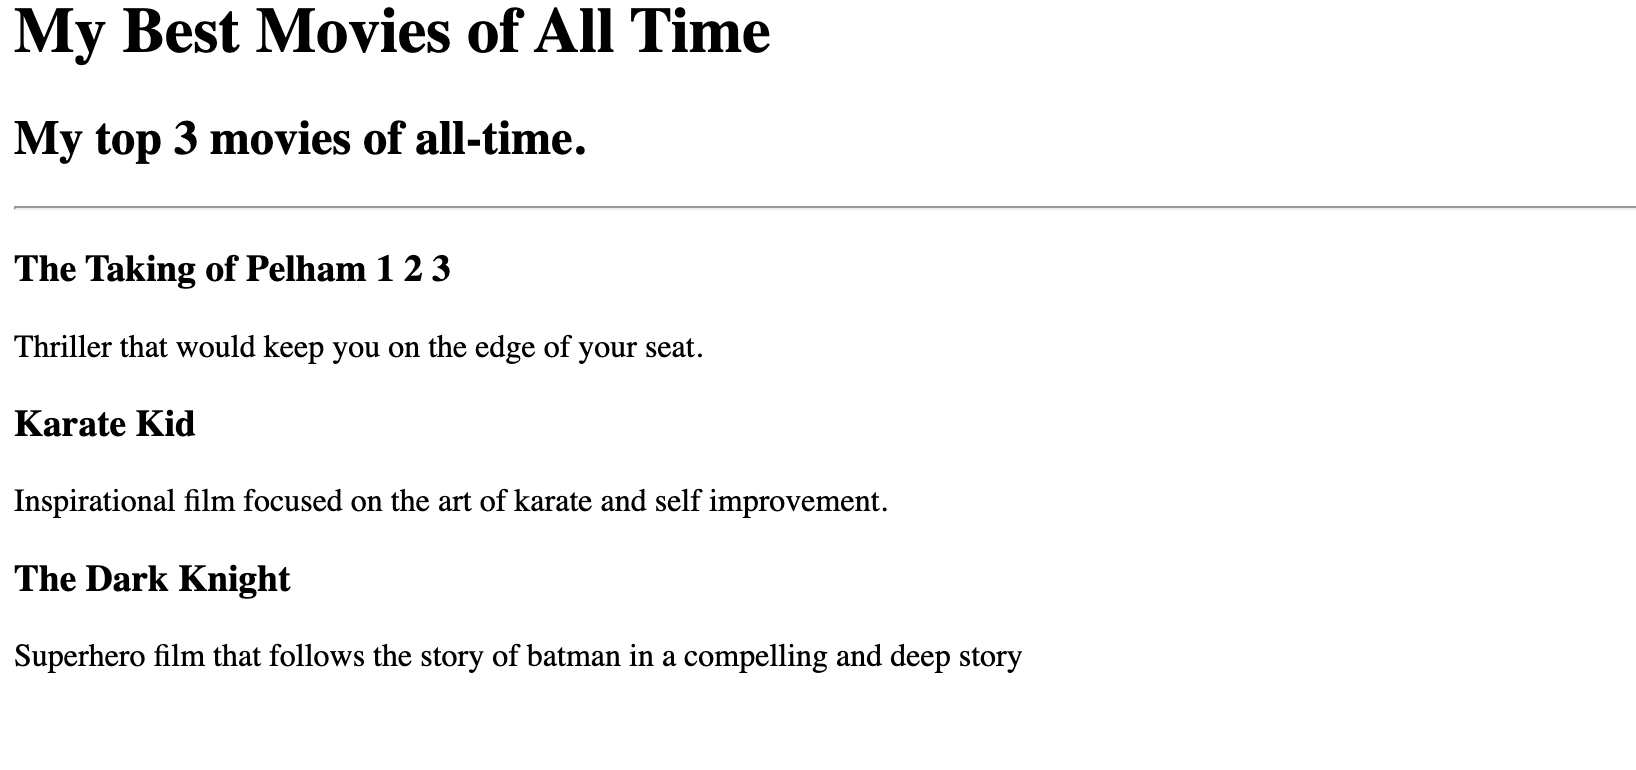 My Best Movies of All Time
My top 3 movies of all-time.
The Taking of Pelham 1 2 3
Thriller that would keep you on the edge of your seat.
Karate Kid
Inspirational film focused on the art of karate and self improvement.
The Dark Knight
Superhero film that follows the story of batman in a compelling and deep story